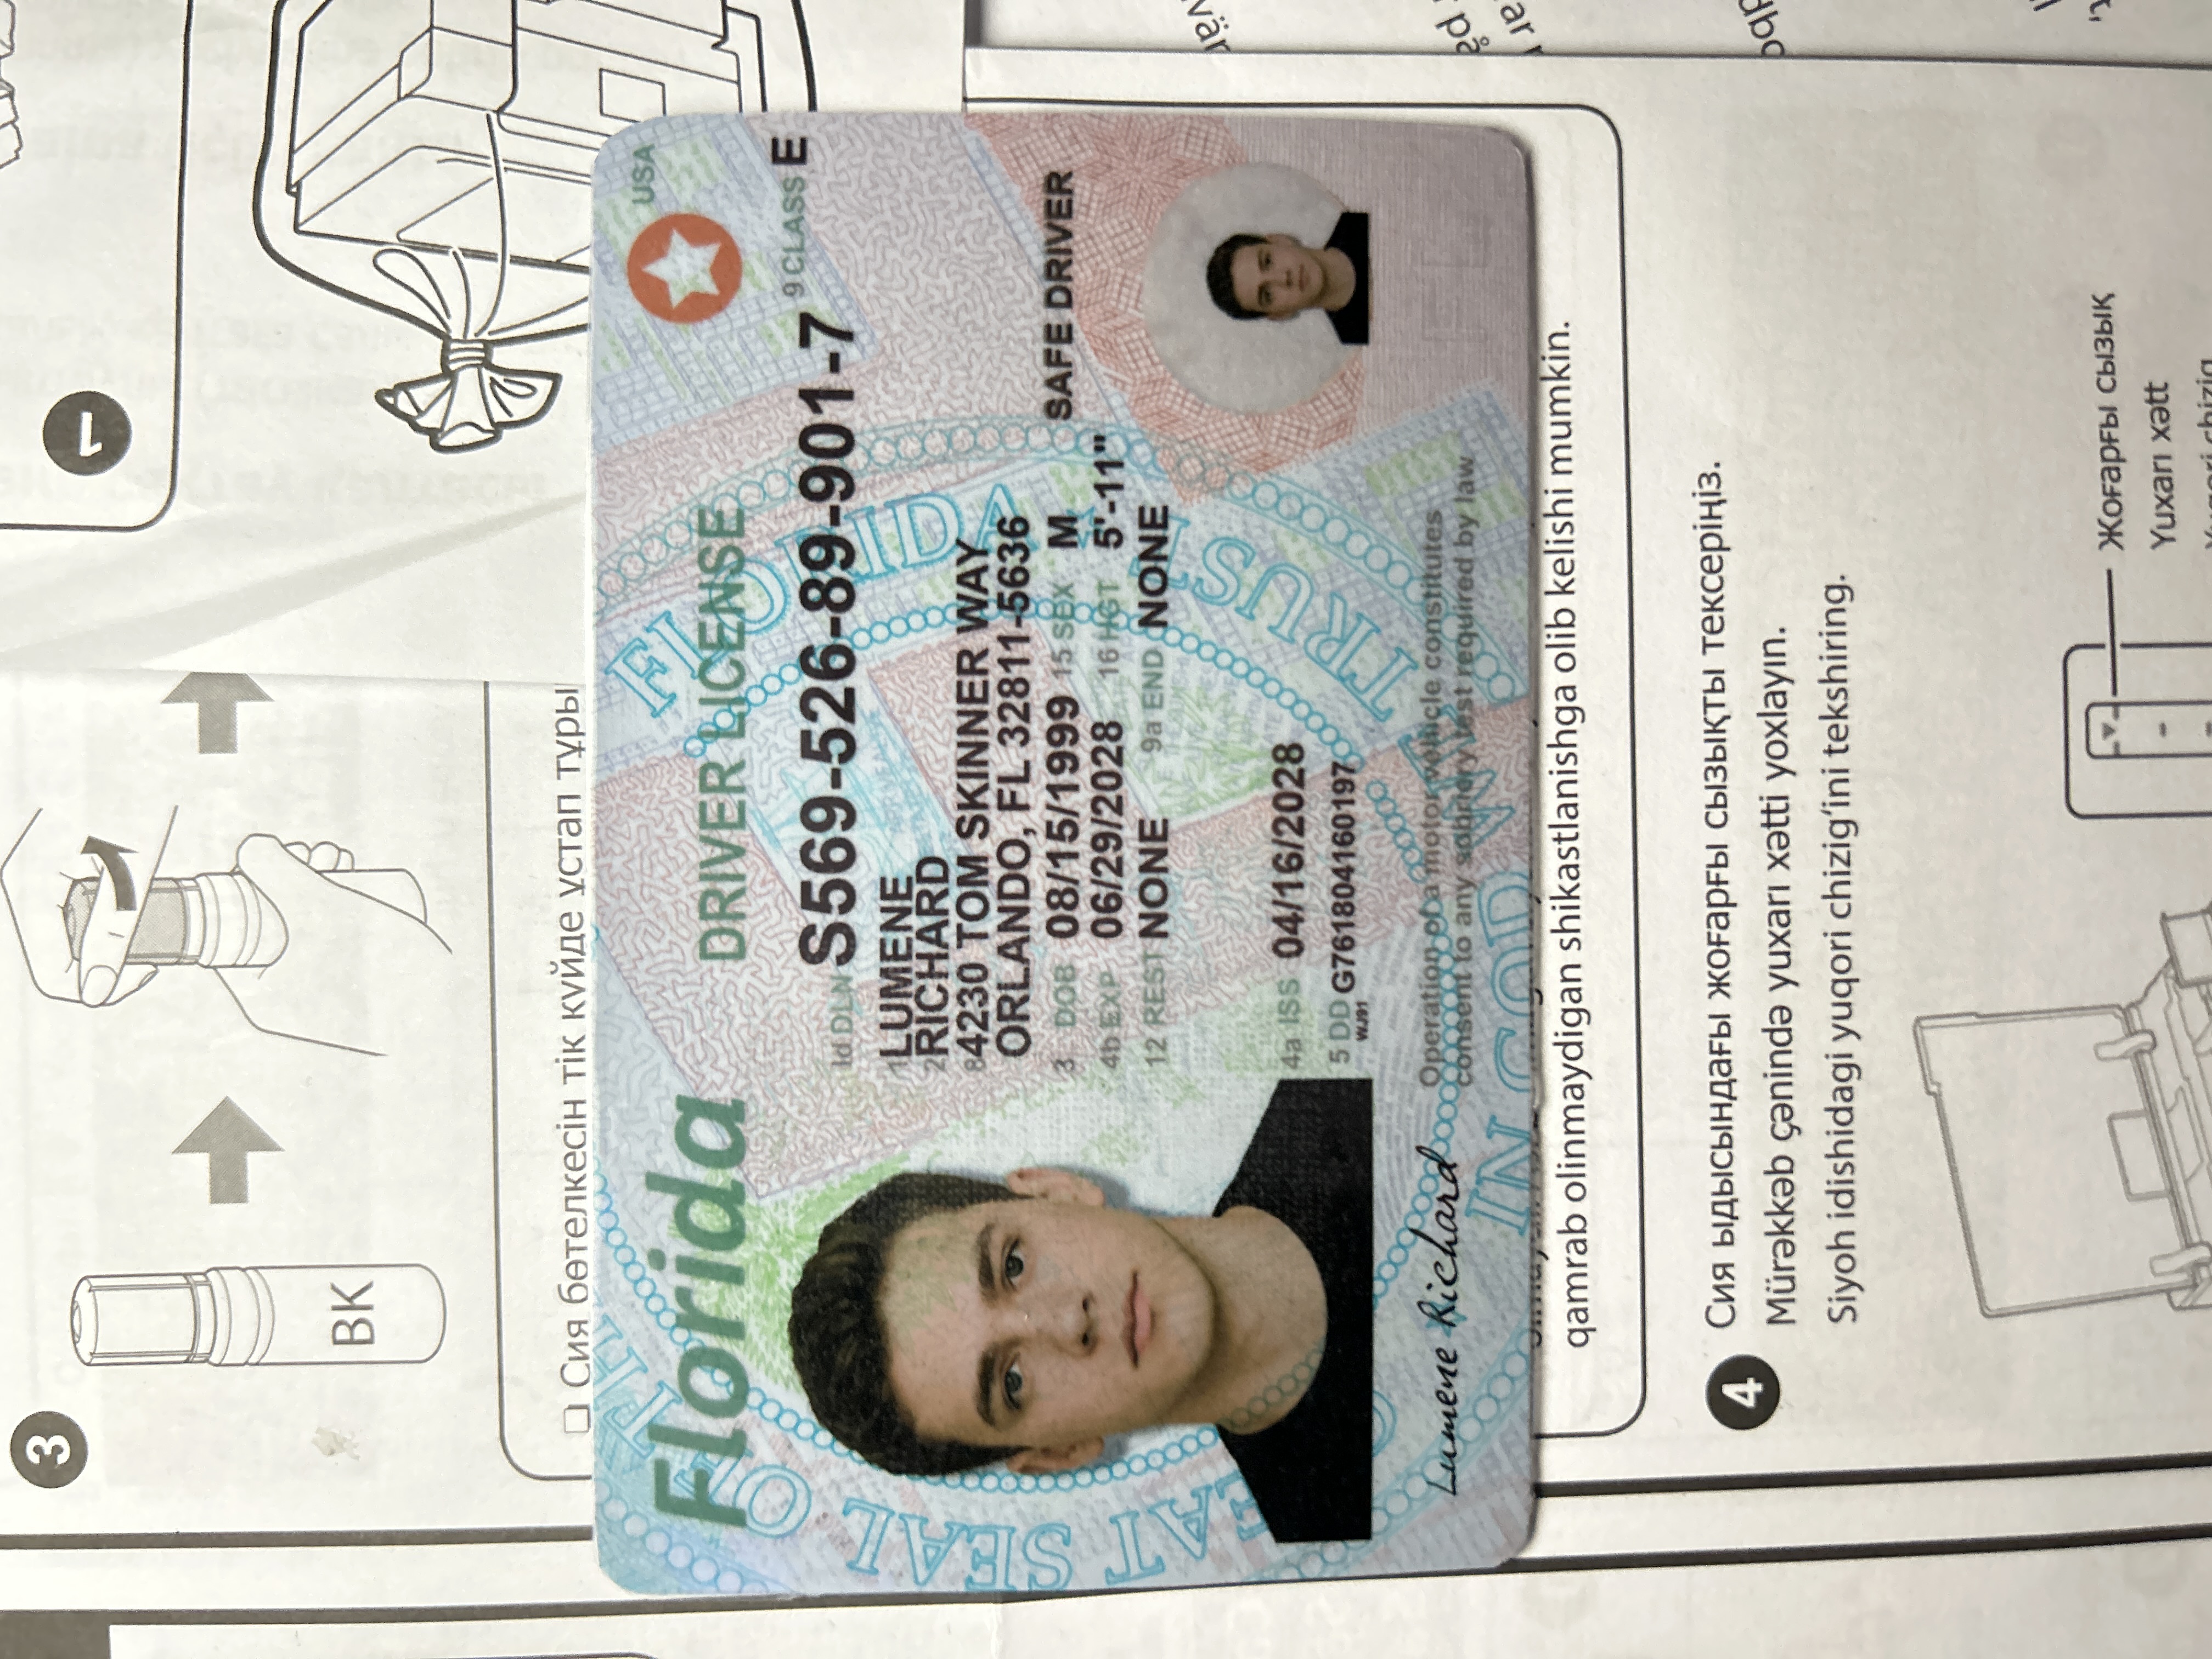 3
1
BK
❏ Сия бөтелкесін тік күйде ұстап тұры
Florida
DRIVER LICENSE
USA
9 CLASS E
1d DLN S569-526-89-901-7
1 LUMENE
2 RICHARD
8 4230 TOM SKINNER WAY
ORLANDO, FL 32811-5636
3 DOB 08/15/1999 15 SEX M SAFE DRIVER
4b EXP 06/29/2028 16 HGT 5'-11"
12 REST NONE 9a END NONE
4a ISS 04/16/2028
5 DD G761804160197
WJ91
Lumene Richard
Operation of a motor vehicle constitutes
consent to any sobriery test required by law
SEAL OF TH
FLORIDA
IN GOD WE TRUST
qamrab olinmaydigan shikastlanishga olib kelishi mumkin.
4
Сия ыдысындағы жоғарғы сызықты тексеріңіз.
Mürəkkəb çənində yuxarı xətti yoxlayın.
Siyoh idishidagi yuqori chizig‘ini tekshiring.
Жоғарғы сызық
Yuxarı xətt
Yuqori chizig